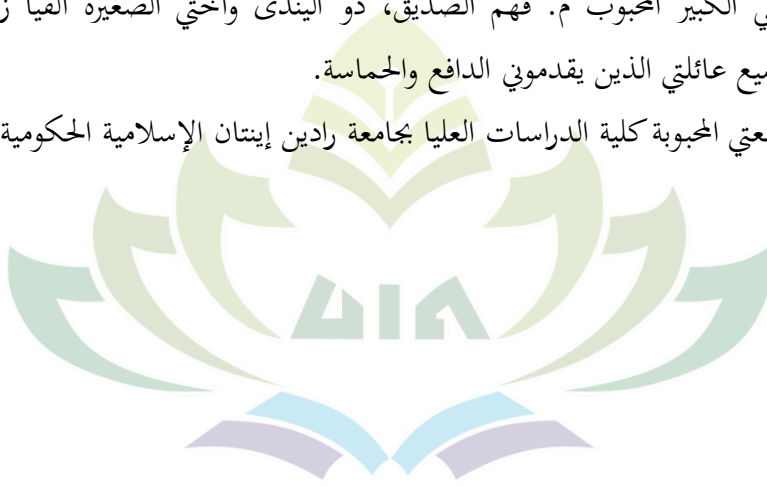 الكبير المحبوب م. فهم الصديق، ذو اليندى وأختي الصغيرة الفيا
عائلتي الذين يقدموني الدافع والحماسة.
المحبوبة كلية الدراسات العليا بجامعة رادين إينتان الإسلامية الحكومية
UIN